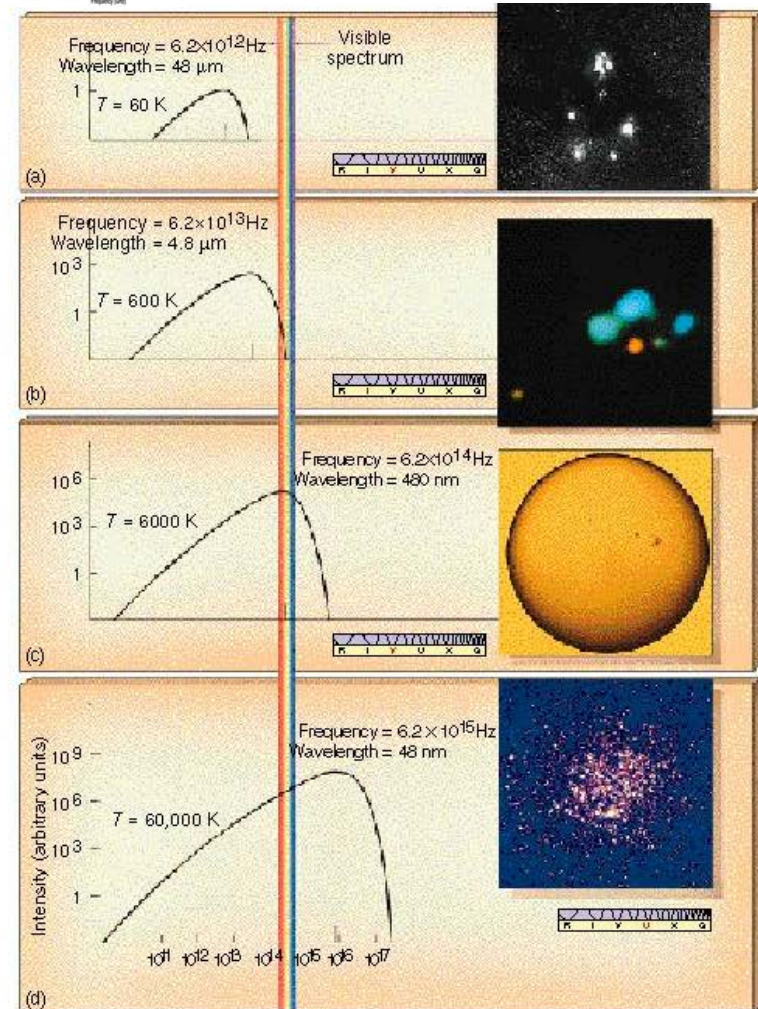 Frequency (Hz)
Frequency = 6.2×10¹²Hz
Wavelength = 48 μm
Visible
spectrum
1
T = 60 K
R I V U X G
(a)
Frequency = 6.2×10¹³Hz
Wavelength = 4.8 μm
10³
T = 600 K
1
R I V U X G
(b)
Frequency = 6.2×10¹⁴Hz
Wavelength = 480 nm
10⁶
10³
T = 6000 K
1
R I V U X G
(c)
Frequency = 6.2 × 10¹⁵Hz
Wavelength = 48 nm
Intensity (arbitrary units)
10⁹
10⁶
T = 60,000 K
10³
1
R I V U X G
10¹¹ 10¹² 10¹³ 10¹⁴ 10¹⁵ 10¹⁶ 10¹⁷
(d)